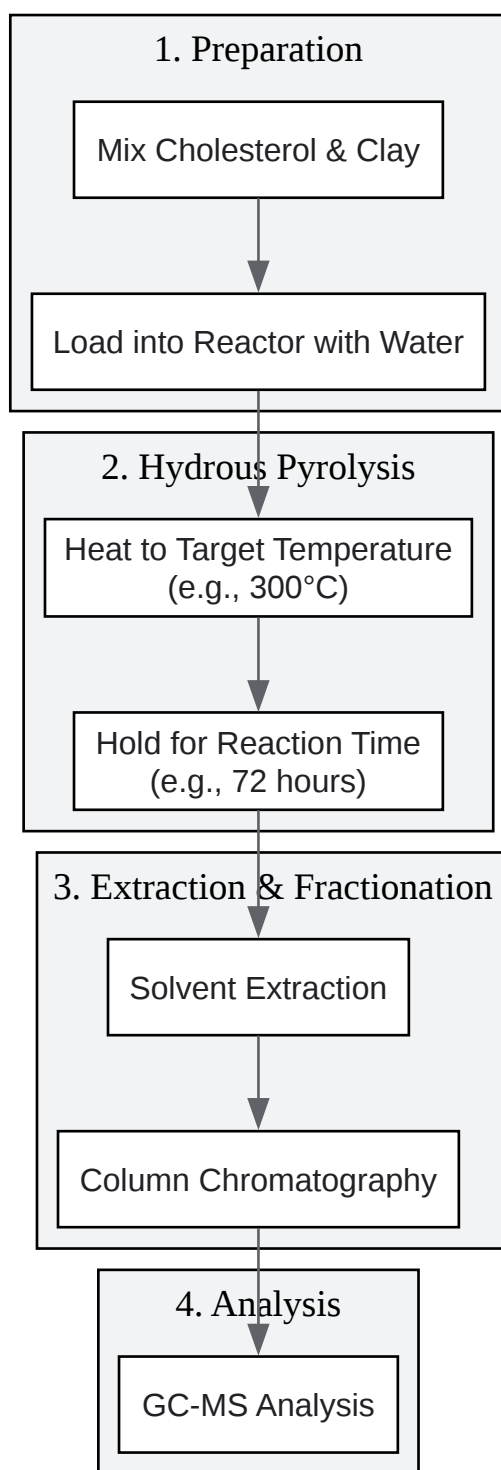 1. Preparation
Mix Cholesterol & Clay
Load into Reactor with Water
2. Hydrous Pyrolysis
Heat to Target Temperature
(e.g., 300°C)
Hold for Reaction Time
(e.g., 72 hours)
3. Extraction & Fractionation
Solvent Extraction
Column Chromatography
4. Analysis
GC-MS Analysis